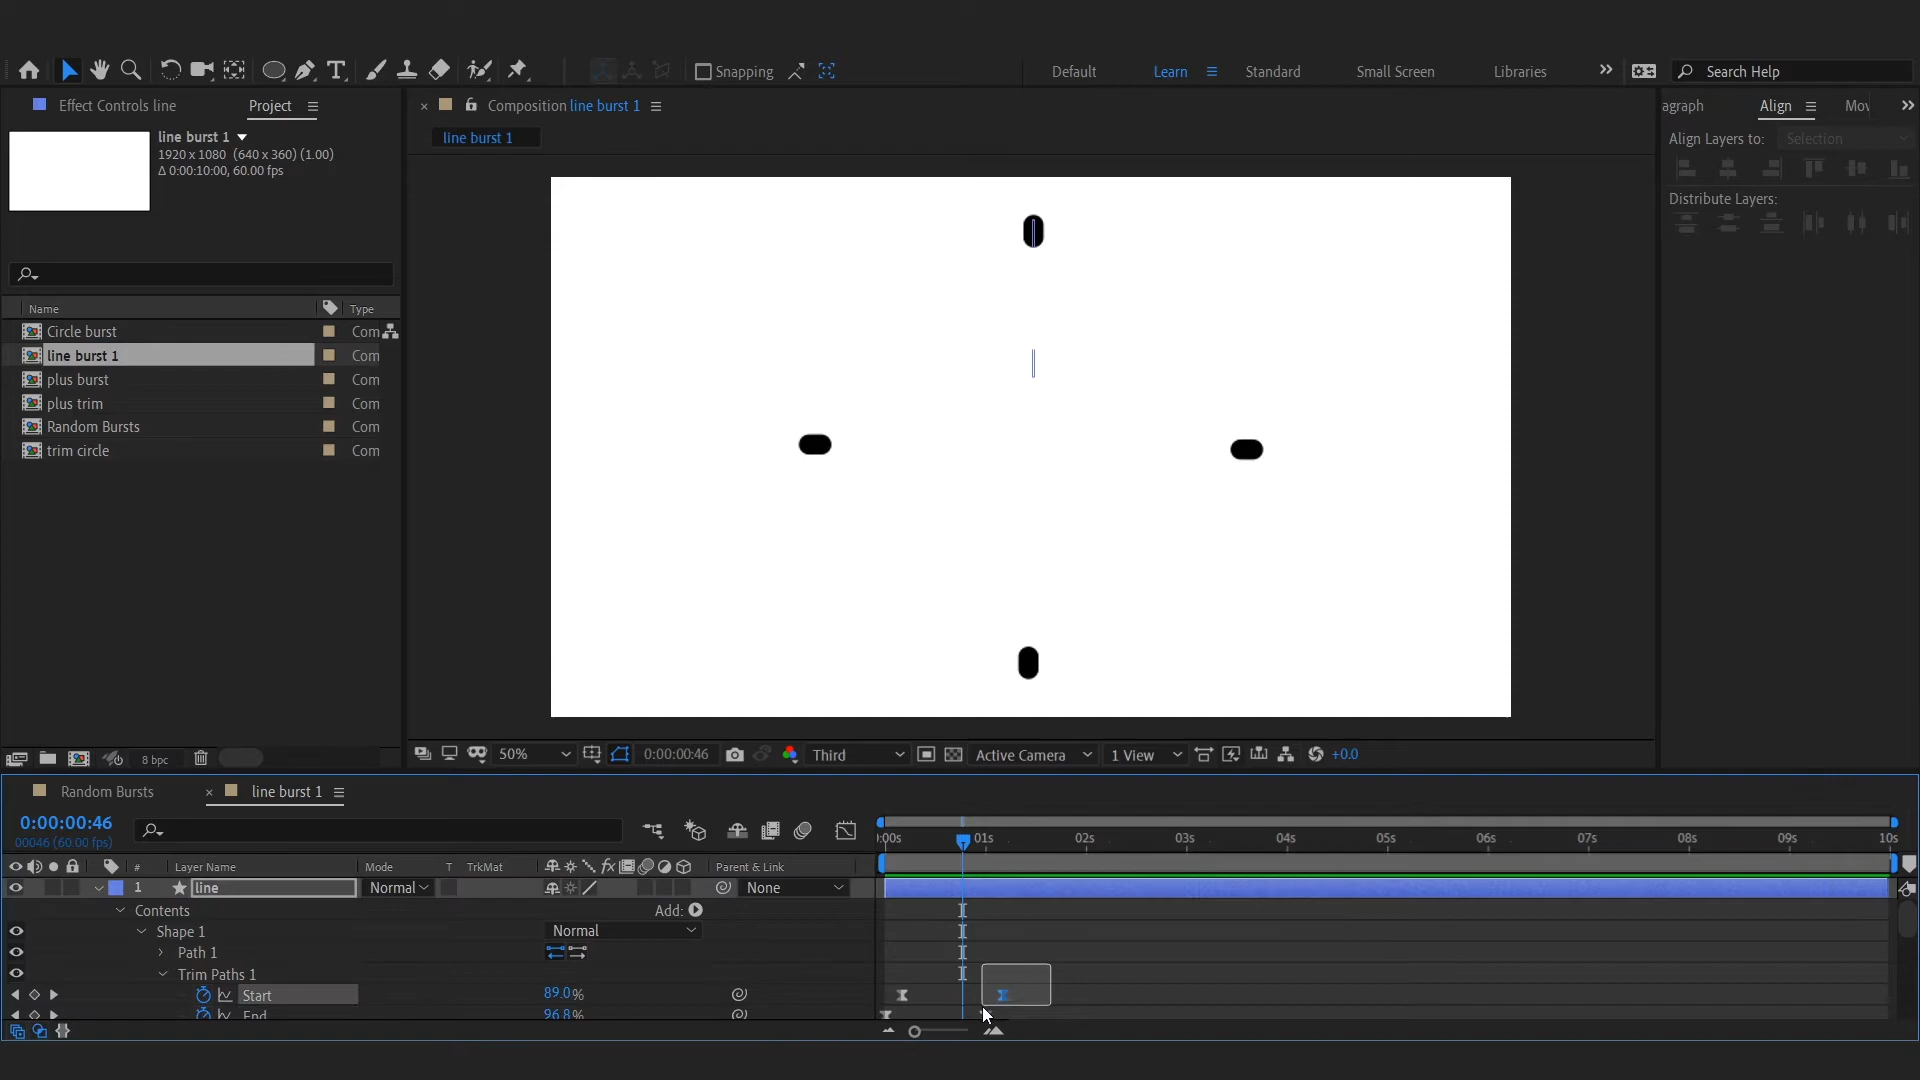 Snapping
Default
Learn
Standard
Small Screen
Libraries
Search Help
Effect Controls line
Project
Composition line burst 1
agraph
Align
Mov
line burst 1
1920 x 1080 (640 x 360) (1.00)
Δ 0:00:10:00, 60.00 fps
line burst 1
Align Layers to:
Selection
Distribute Layers:
Name
Type
Circle burst
Com
line burst 1
Com
plus burst
Com
plus trim
Com
Random Bursts
Com
trim circle
Com
8 bpc
50%
0:00:00:46
Third
Active Camera
1 View
+0.0
Random Bursts
line burst 1
0:00:00:46
00046 (60.00 fps)
):00s
01s
02s
03s
04s
05s
06s
07s
08s
09s
10s
#
Layer Name
Mode
T
TrkMat
fx
Parent & Link
1
line
Normal
None
Contents
Add:
Shape 1
Normal
Path 1
Trim Paths 1
Start
89.0%
End
96.8%